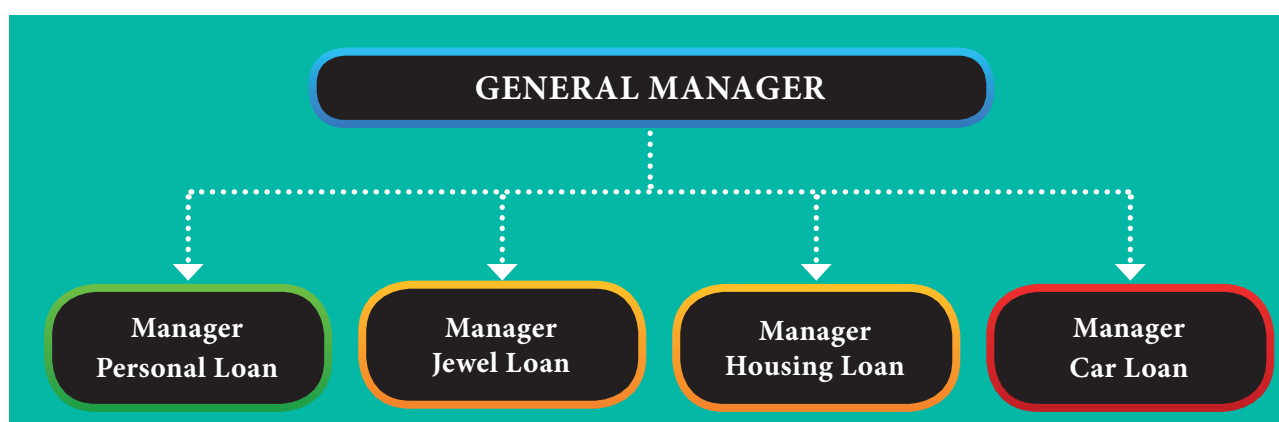 GENERAL MANAGER
Manager
Personal Loan
Manager
Jewel Loan
Manager
Housing Loan
Manager
Car Loan